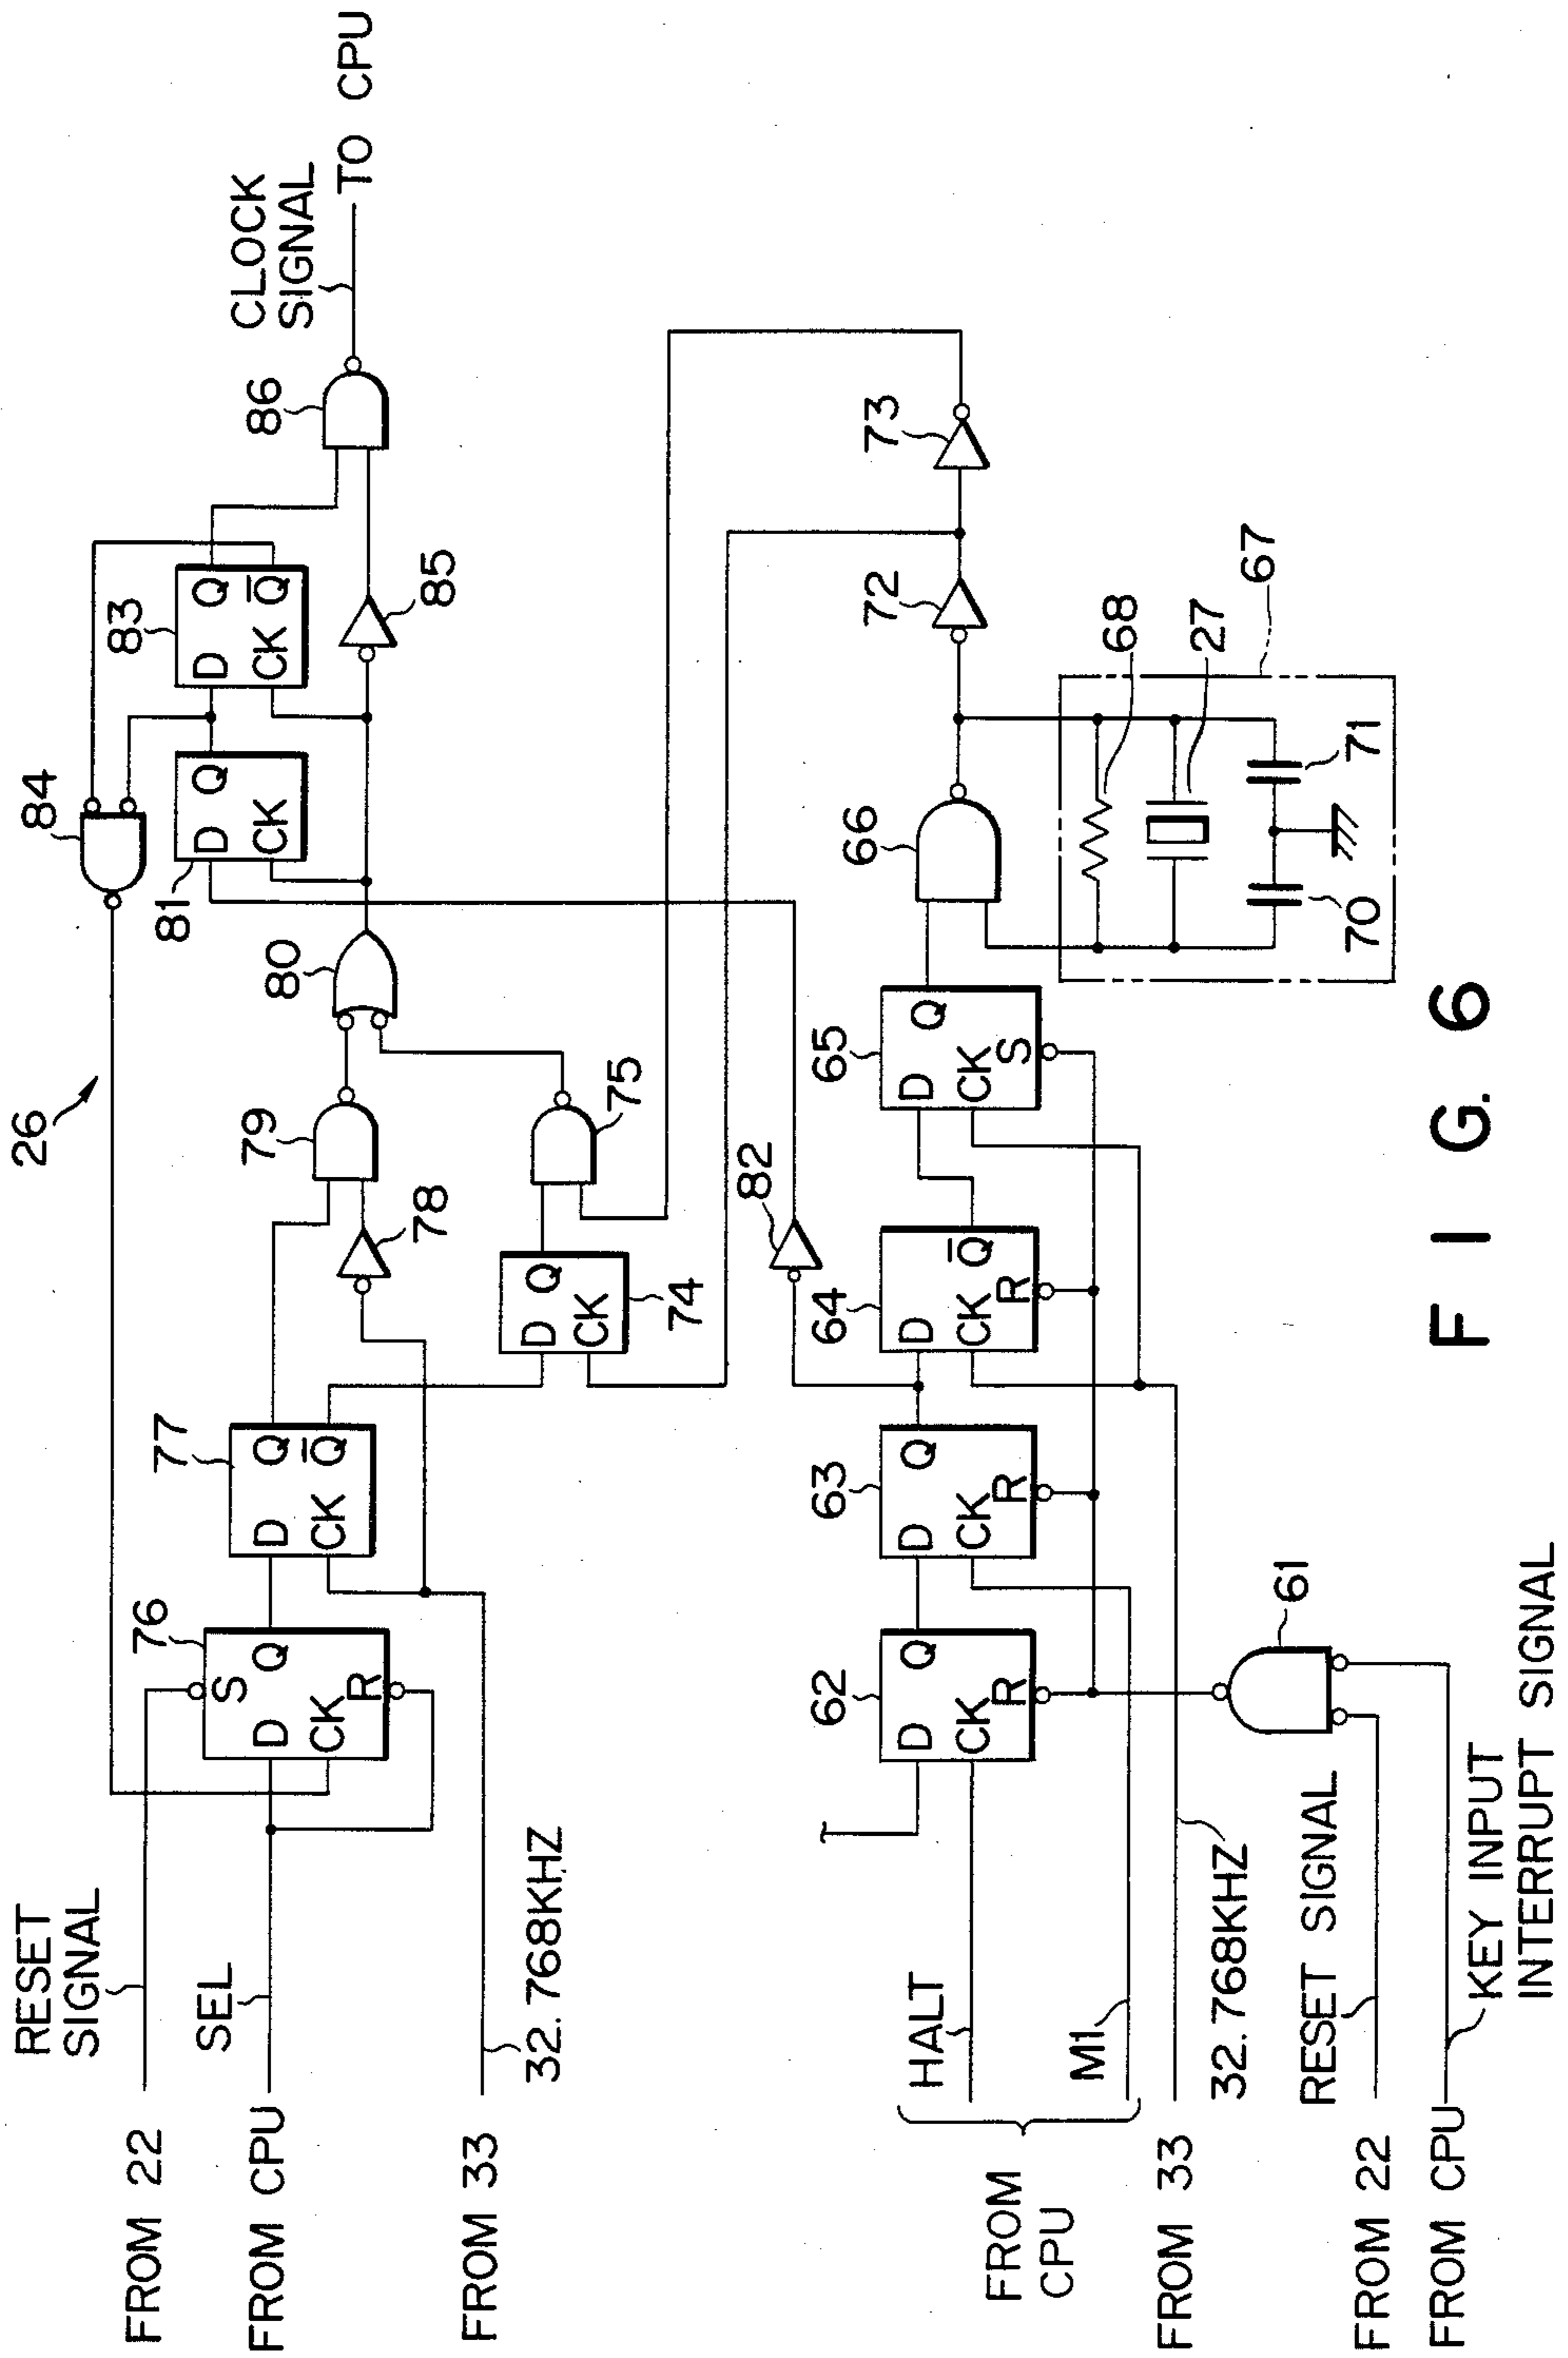 26
RESET
SIGNAL
FROM 22
SEL
FROM CPU
32.768KHZ
FROM 33
76
S
D Q
CK
R
77
D Q
CK Q
78
79
80
74
D Q
CK
75
84
81
D Q
CK
83
D Q
CK Q
85
86
CLOCK
SIGNAL
TO CPU
82
HALT
M1
FROM
CPU
32.768KHZ
FROM 33
RESET SIGNAL
FROM 22
KEY INPUT
INTERRUPT SIGNAL
FROM CPU
61
62
D Q
CK
R
63
D Q
CK
R
64
D
CK Q
R
65
D Q
CK
S
66
67
68
27
70
71
72
73
FIG. 6